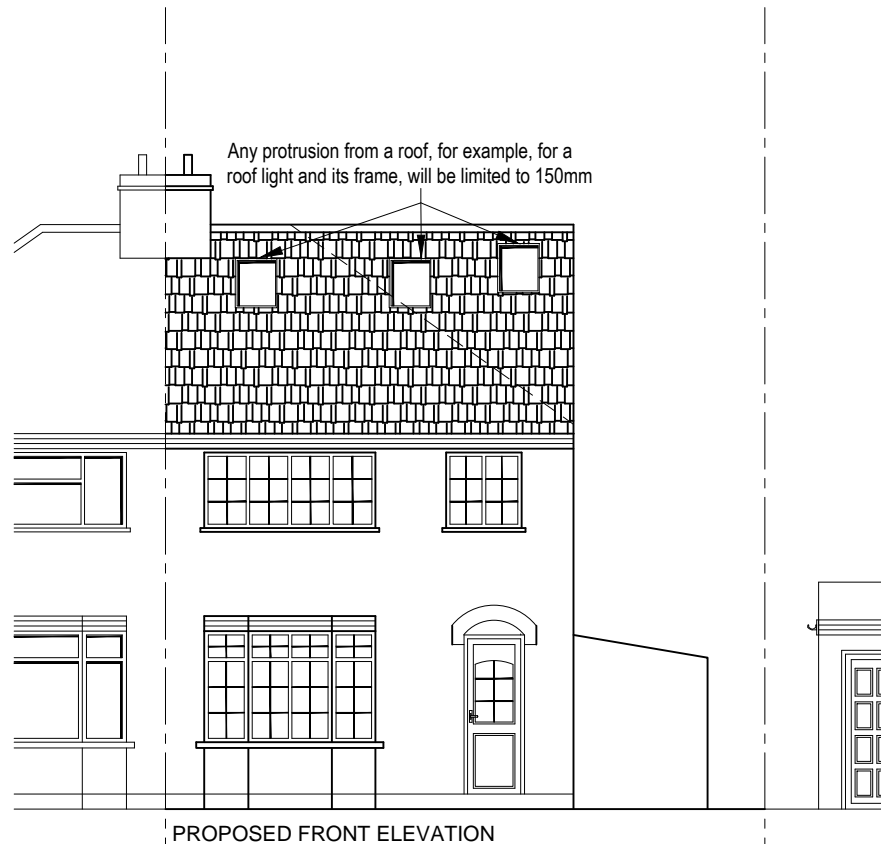 Any protrusion from a roof, for example, for a
roof light and its frame, will be limited to 150mm
PROPOSED FRONT ELEVATION